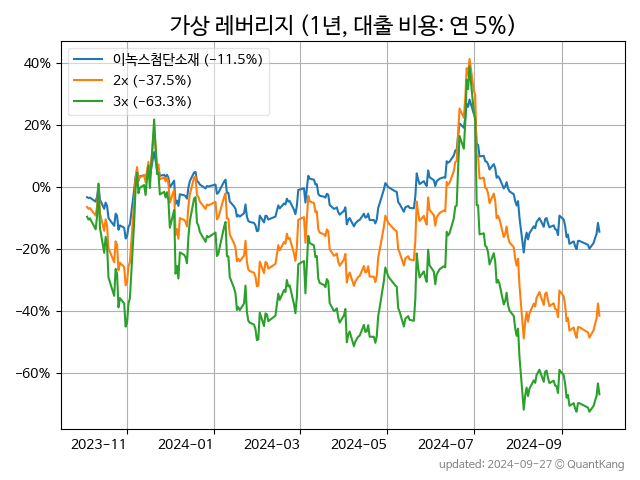 가상 레버리지 (1년, 대출 비용: 연 5%)
이녹스첨단소재 (−11.5%)
2x (−37.5%)
3x (−63.3%)
40%
20%
0%
−20%
−40%
−60%
2023-11 2024-01 2024-03 2024-05 2024-07 2024-09
updated: 2024-09-27 © QuantKang